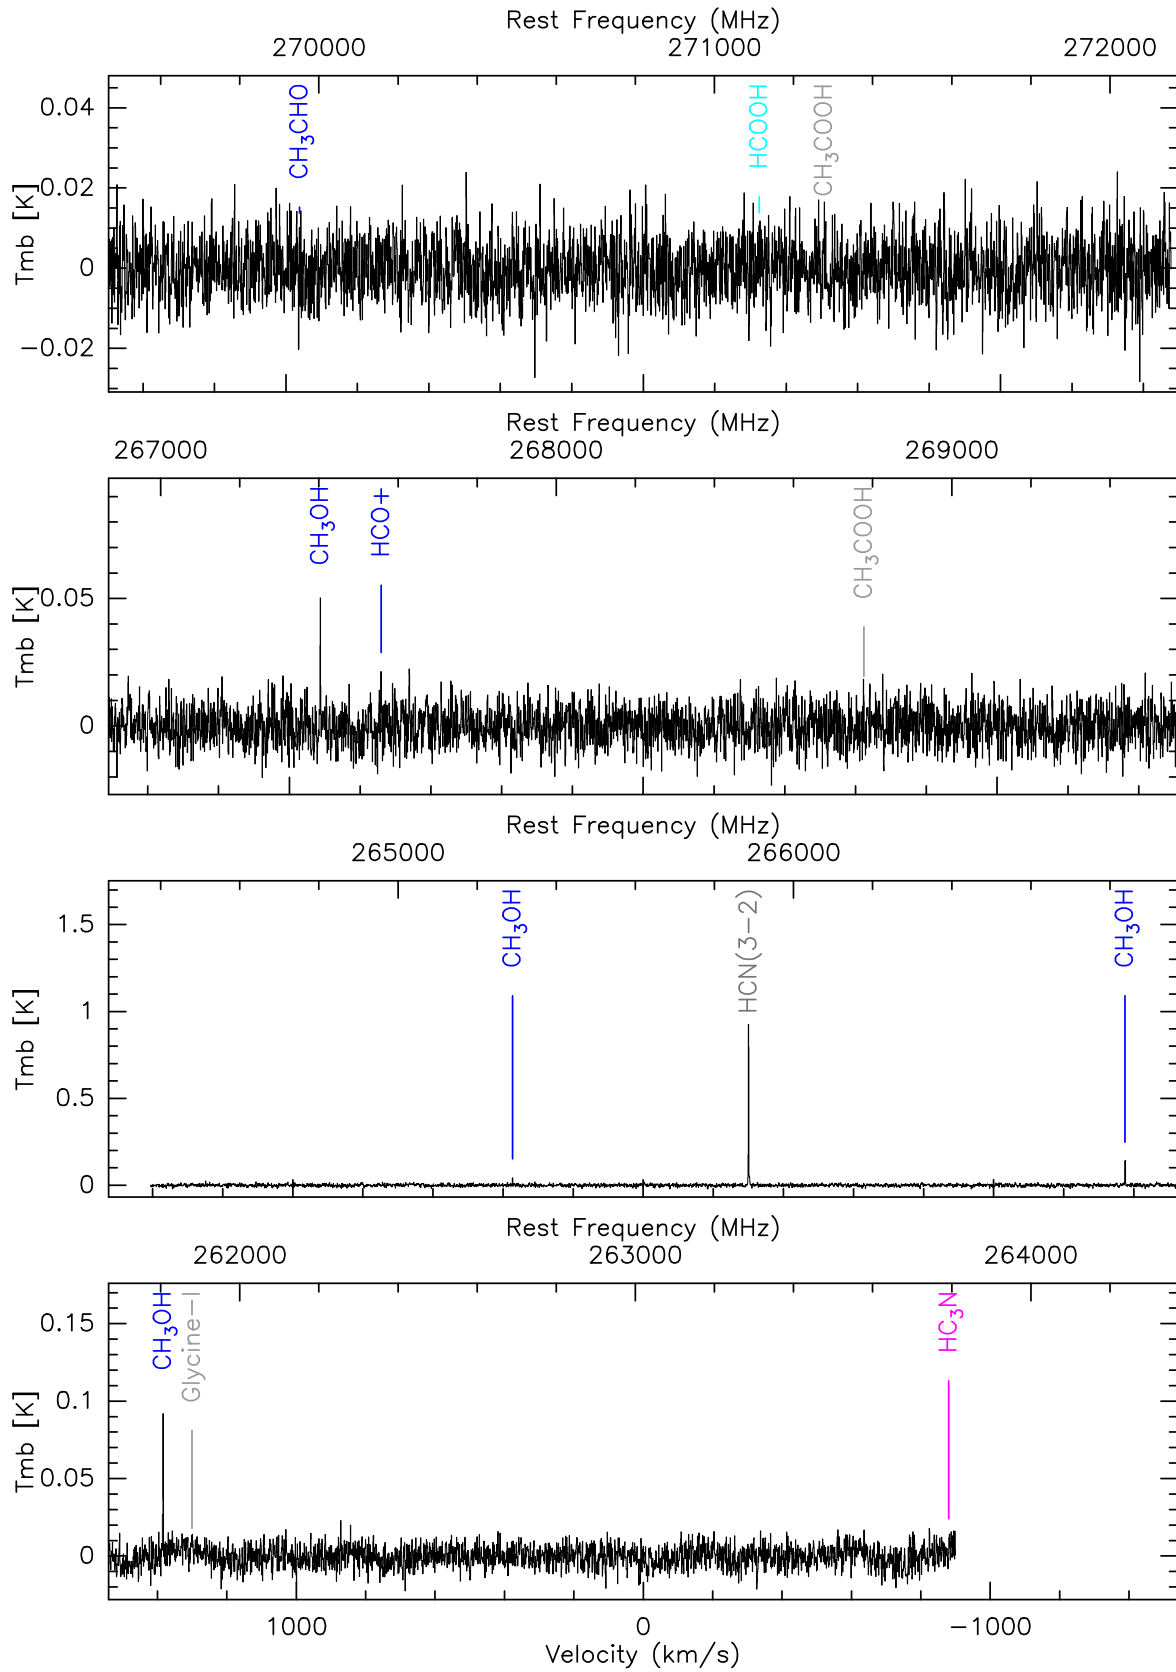 Rest Frequency (MHz)
270000 271000 272000
CH₃CHO HCOOH CH₃COOH
0.04
0.02
0
−0.02
Tmb [K]
Rest Frequency (MHz)
267000 268000 269000
CH₃OH HCO+ CH₃COOH
0.05
0
Tmb [K]
Rest Frequency (MHz)
265000 266000
CH₃OH HCN(3−2) CH₃OH
1.5
1
0.5
0
Tmb [K]
Rest Frequency (MHz)
262000 263000 264000
CH₃OH Glycine−I HC₃N
0.15
0.1
0.05
0
Tmb [K]
1000 0 −1000
Velocity (km/s)